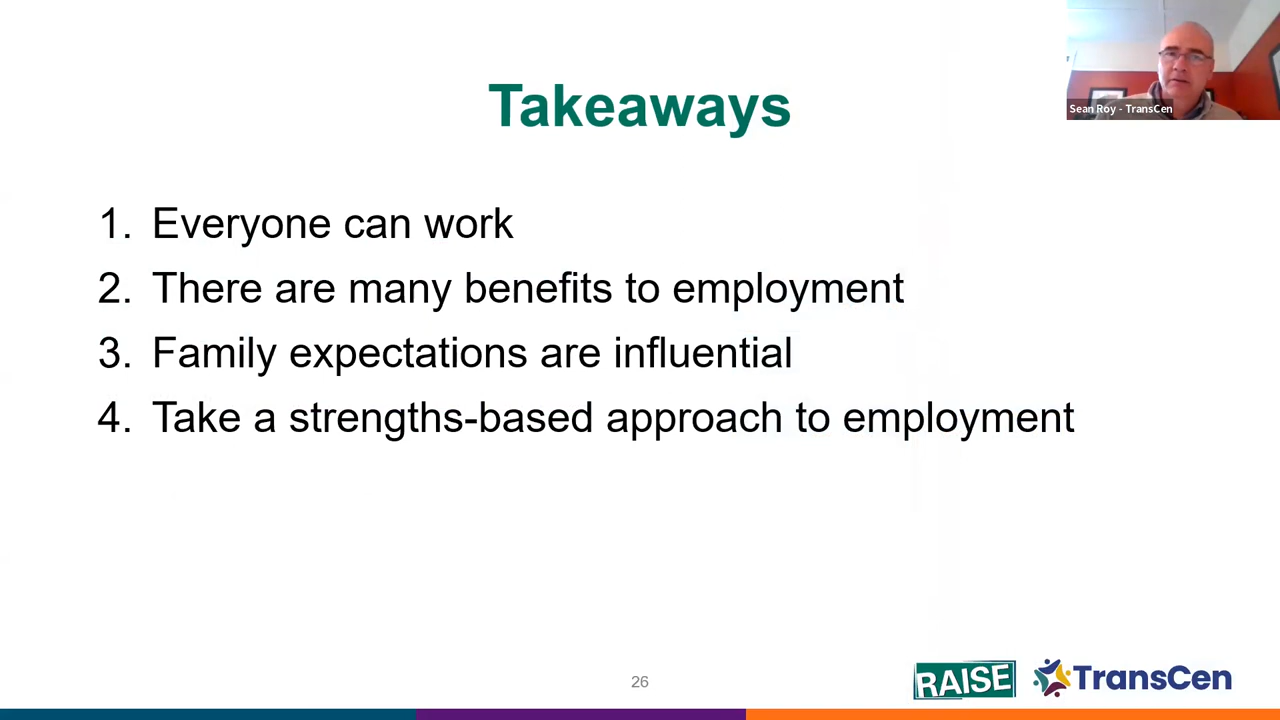 Takeaways
Sean Roy - TransCen
1. Everyone can work
2. There are many benefits to employment
3. Family expectations are influential
4. Take a strengths-based approach to employment
26
RAISE
TransCen